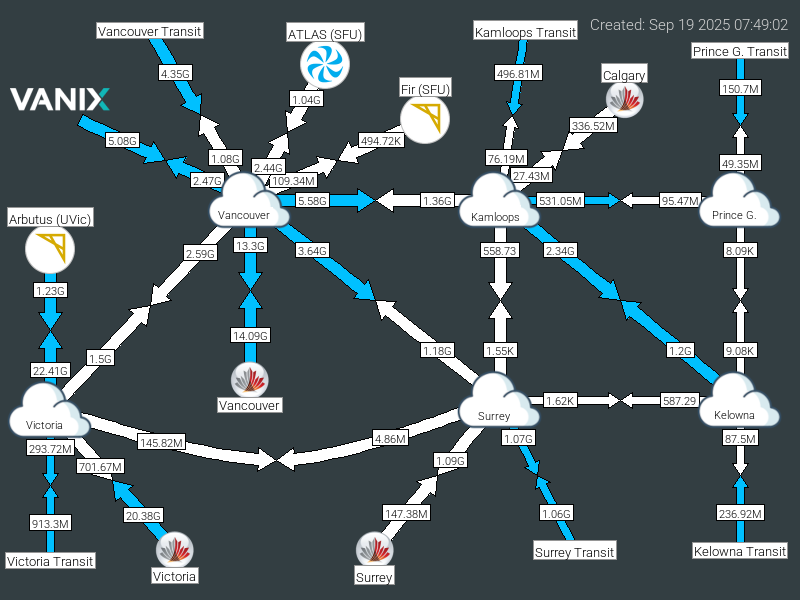 Created: Sep 19 2025 07:49:02
Vancouver Transit
ATLAS (SFU)
Kamloops Transit
Prince G. Transit
4.35G
496.81M
Calgary
Fir (SFU)
150.7M
VANIX
1.04G
336.52M
5.08G
494.72K
1.08G
76.19M
49.35M
2.44G
27.43M
2.47G
109.34M
5.58G
1.36G
531.05M
95.47M
Arbutus (UVic)
Vancouver
Kamloops
Prince G.
2.59G
13.3G
3.64G
558.73
2.34G
8.09K
1.23G
14.09G
1.5G
1.18G
1.55K
1.2G
9.08K
22.41G
Vancouver
1.62K
587.29
Victoria
Surrey
Kelowna
293.72M
145.82M
4.86M
1.07G
87.5M
701.67M
1.09G
913.3M
20.38G
147.38M
1.06G
236.92M
Victoria Transit
Victoria
Surrey
Surrey Transit
Kelowna Transit